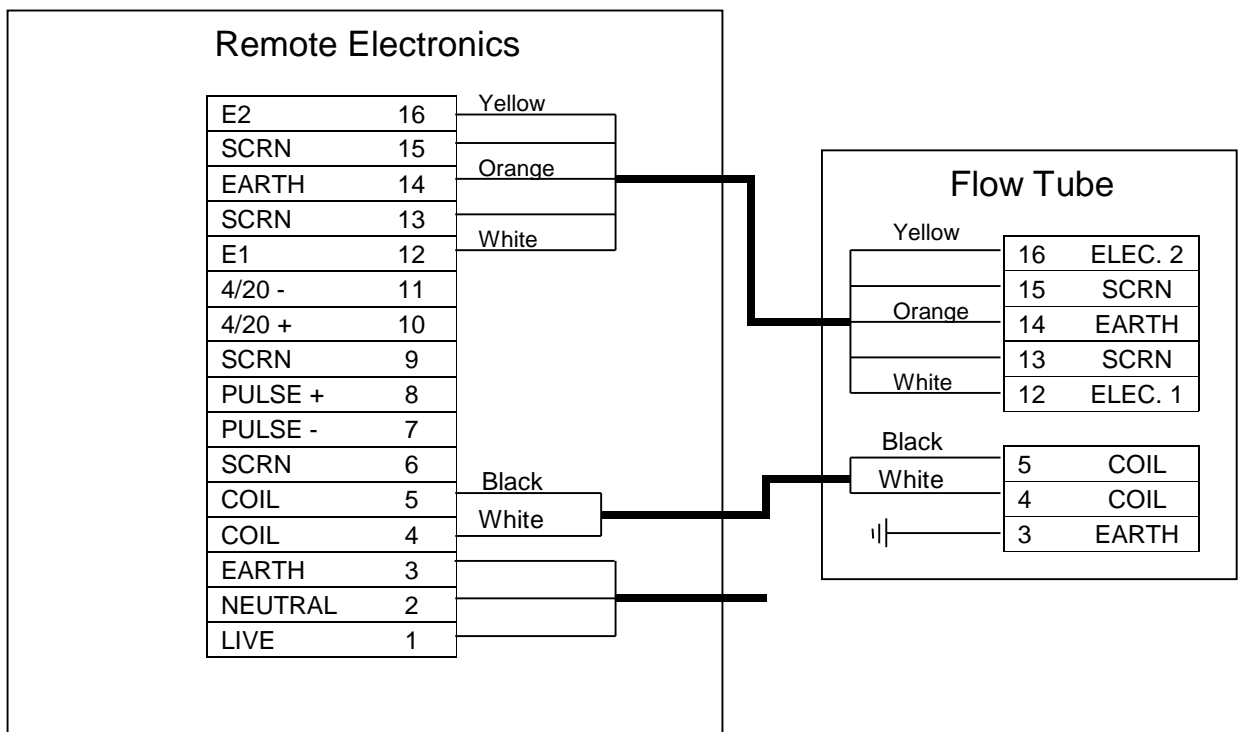 Remote Electronics
E2 16 Yellow
SCRN 15
EARTH 14 Orange
SCRN 13
E1 12 White
4/20 - 11
4/20 + 10
SCRN 9
PULSE + 8
PULSE - 7
SCRN 6
COIL 5 Black
COIL 4 White
EARTH 3
NEUTRAL 2
LIVE 1
Flow Tube
Yellow 16 ELEC. 2
15 SCRN
Orange 14 EARTH
13 SCRN
White 12 ELEC. 1
Black 5 COIL
White 4 COIL
3 EARTH